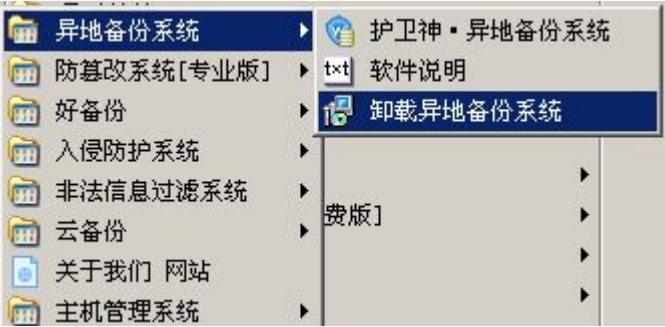 异地备份系统
防篡改系统[专业版]
好备份
入侵防护系统
非法信息过滤系统
云备份
关于我们 网站
主机管理系统
护卫神·异地备份系统
txt 软件说明
卸载异地备份系统
费版]